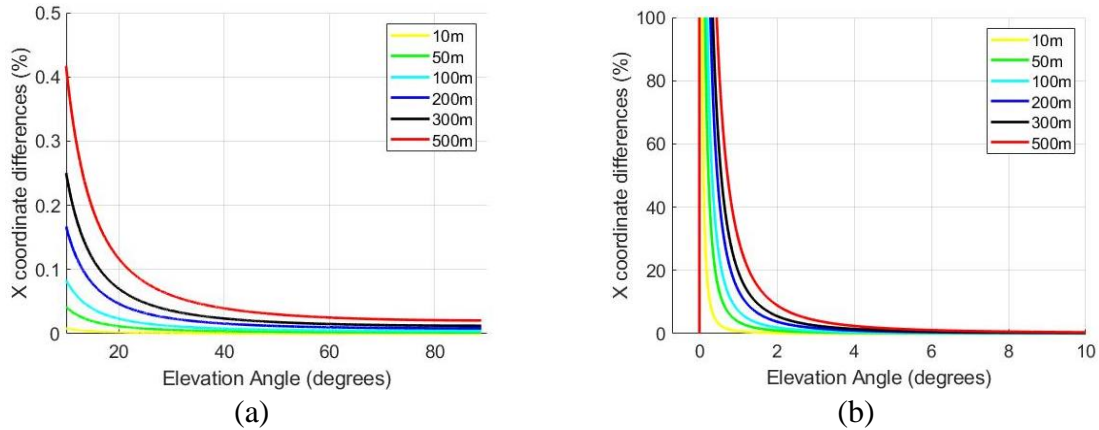 0.5
0.4
0.3
0.2
0.1
0
X coordinate differences (%)
20
40
60
80
Elevation Angle (degrees)
10m
50m
100m
200m
300m
500m
(a)
100
80
60
40
20
0
X coordinate differences (%)
0
2
4
6
8
10
Elevation Angle (degrees)
10m
50m
100m
200m
300m
500m
(b)